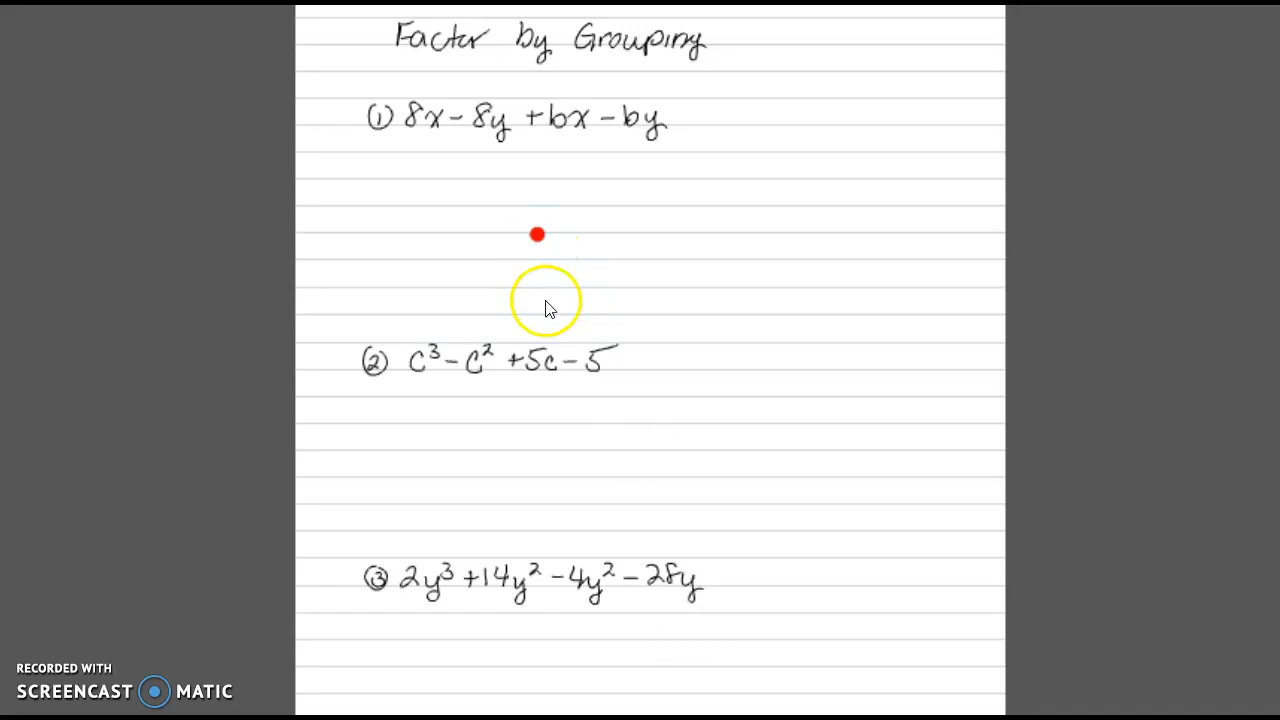 Factor by Grouping
① 8x - 8y + bx - by
② c³ - c² + 5c - 5
③ 2y³ + 14y² - 4y² - 28y
RECORDED WITH
SCREENCAST MATIC